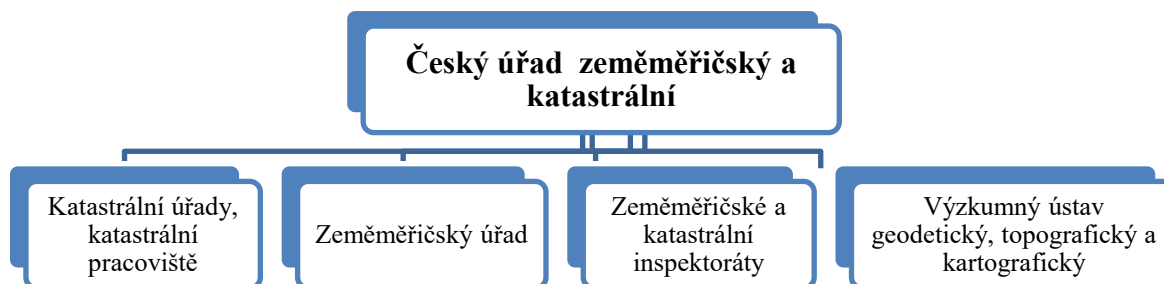 Český úřad zeměměřičský a
katastrální
Katastrální úřady,
katastrální
pracoviště
Zeměměřičský úřad
Zeměměřičské a
katastrální
inspektoráty
Výzkumný ústav
geodetický, topografický a
kartografický